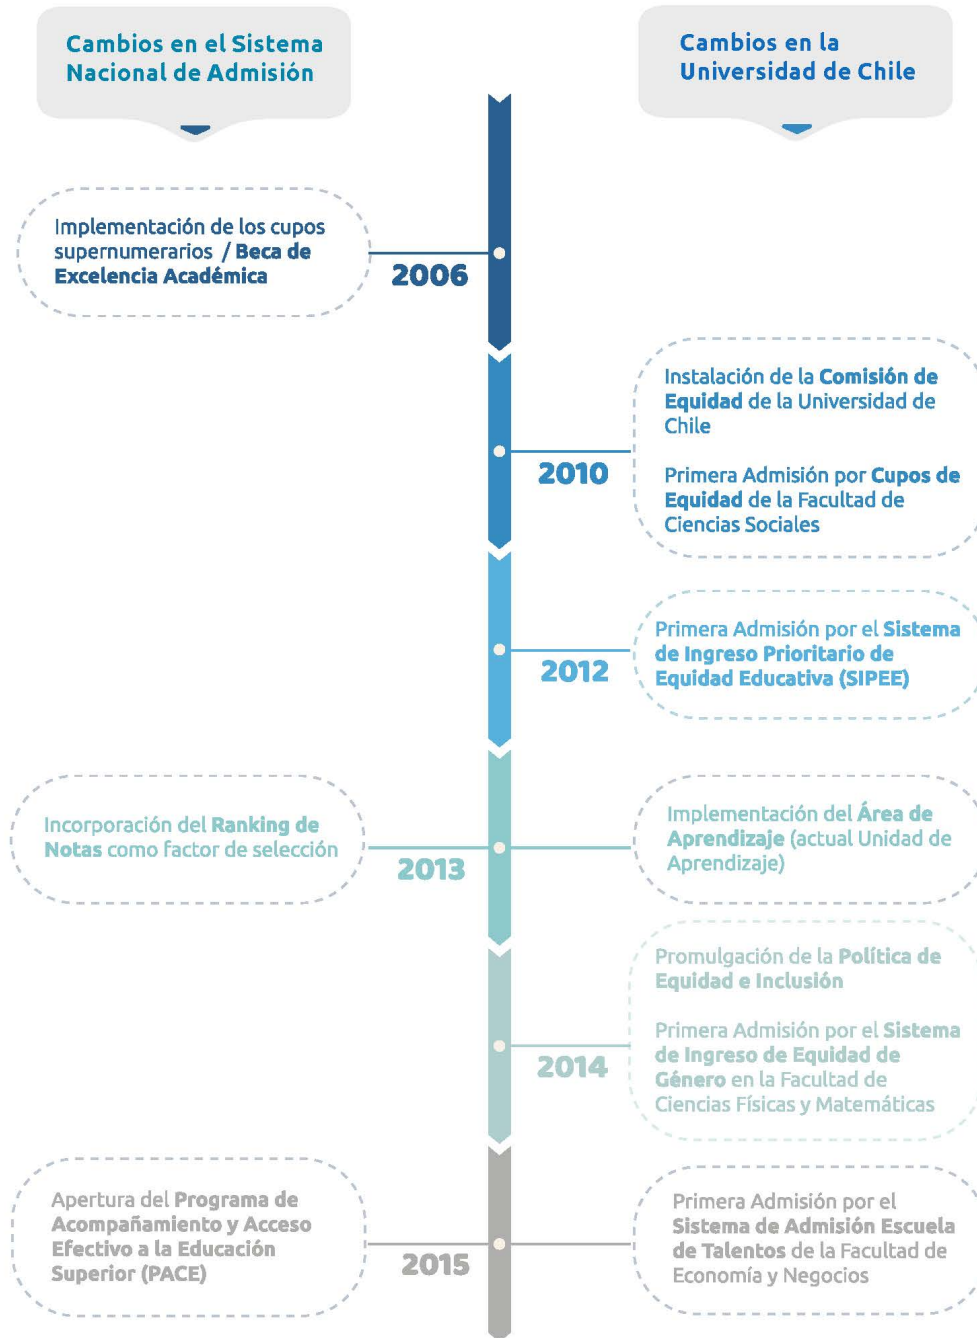 Cambios en el Sistema
Nacional de Admisión
Cambios en la
Universidad de Chile
Implementación de los cupos
supernumerarios / Beca de
Excelencia Académica
2006
2010
Instalación de la Comisión de
Equidad de la Universidad de
Chile
Primera Admisión por Cupos de
Equidad de la Facultad de
Ciencias Sociales
2012
Primera Admisión por el Sistema
de Ingreso Prioritario de
Equidad Educativa (SIPEE)
Incorporación del Ranking de
Notas como factor de selección
2013
Implementación del Área de
Aprendizaje (actual Unidad de
Aprendizaje)
2014
Promulgación de la Política de
Equidad e Inclusión
Primera Admisión por el Sistema
de Ingreso de Equidad de
Género en la Facultad de
Ciencias Físicas y Matemáticas
Apertura del Programa de
Acompañamiento y Acceso
Efectivo a la Educación
Superior (PACE)
2015
Primera Admisión por el
Sistema de Admisión Escuela
de Talentos de la Facultad de
Economía y Negocios